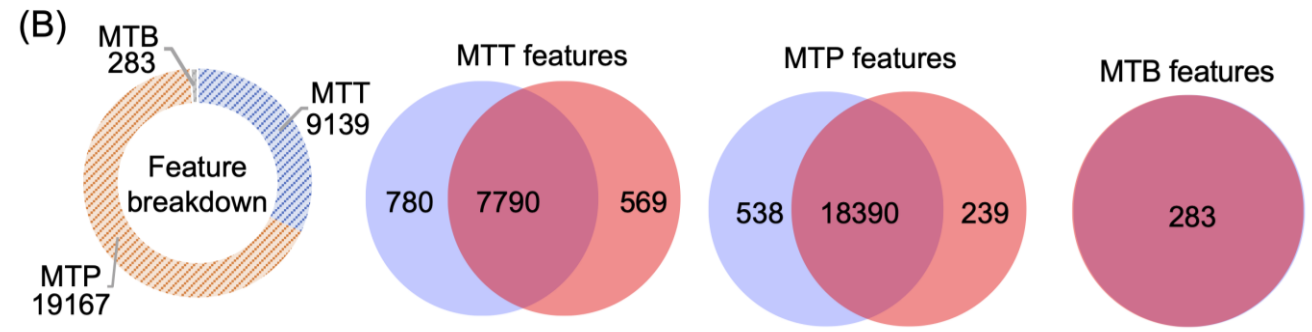 (B)
MTB
283
MTT
9139
Feature
breakdown
MTP
19167
MTT features
780
7790
569
MTP features
538
18390
239
MTB features
283